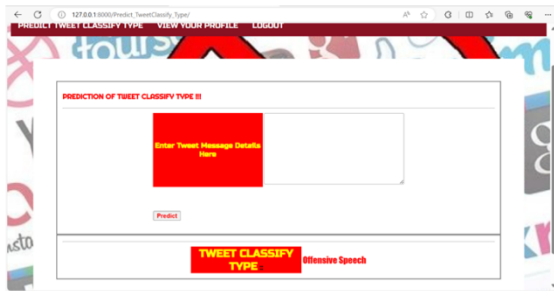 127.0.0.1:8000/Predict_TweetClassify_Type/
PREDICT TWEET CLASSIFY TYPE VIEW YOUR PROFILE LOGOUT
PREDICTION OF TWEET CLASSIFY TYPE !!!
Enter Tweet Message Details
Here
Predict
TWEET CLASSIFY
TYPE :
Offensive Speech